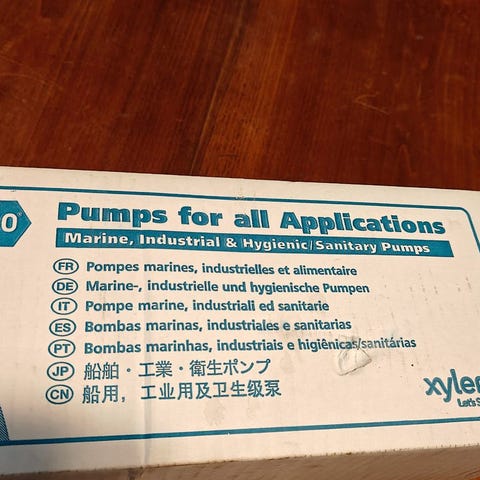 0
Pumps for all Applications
Marine, Industrial & Hygienic/Sanitary Pumps
FR Pompes marines, industrielles et alimentaire
DE Marine-, industrielle und hygienische Pumpen
IT Pompe marine, industriali ed sanitarie
ES Bombas marinas, industriales e sanitarias
PT Bombas marinhas, industriais e higiênicas/sanitárias
JP 船舶・工業・衛生ポンプ
CN 船用，工业用及卫生级泵
xyle
Let's S